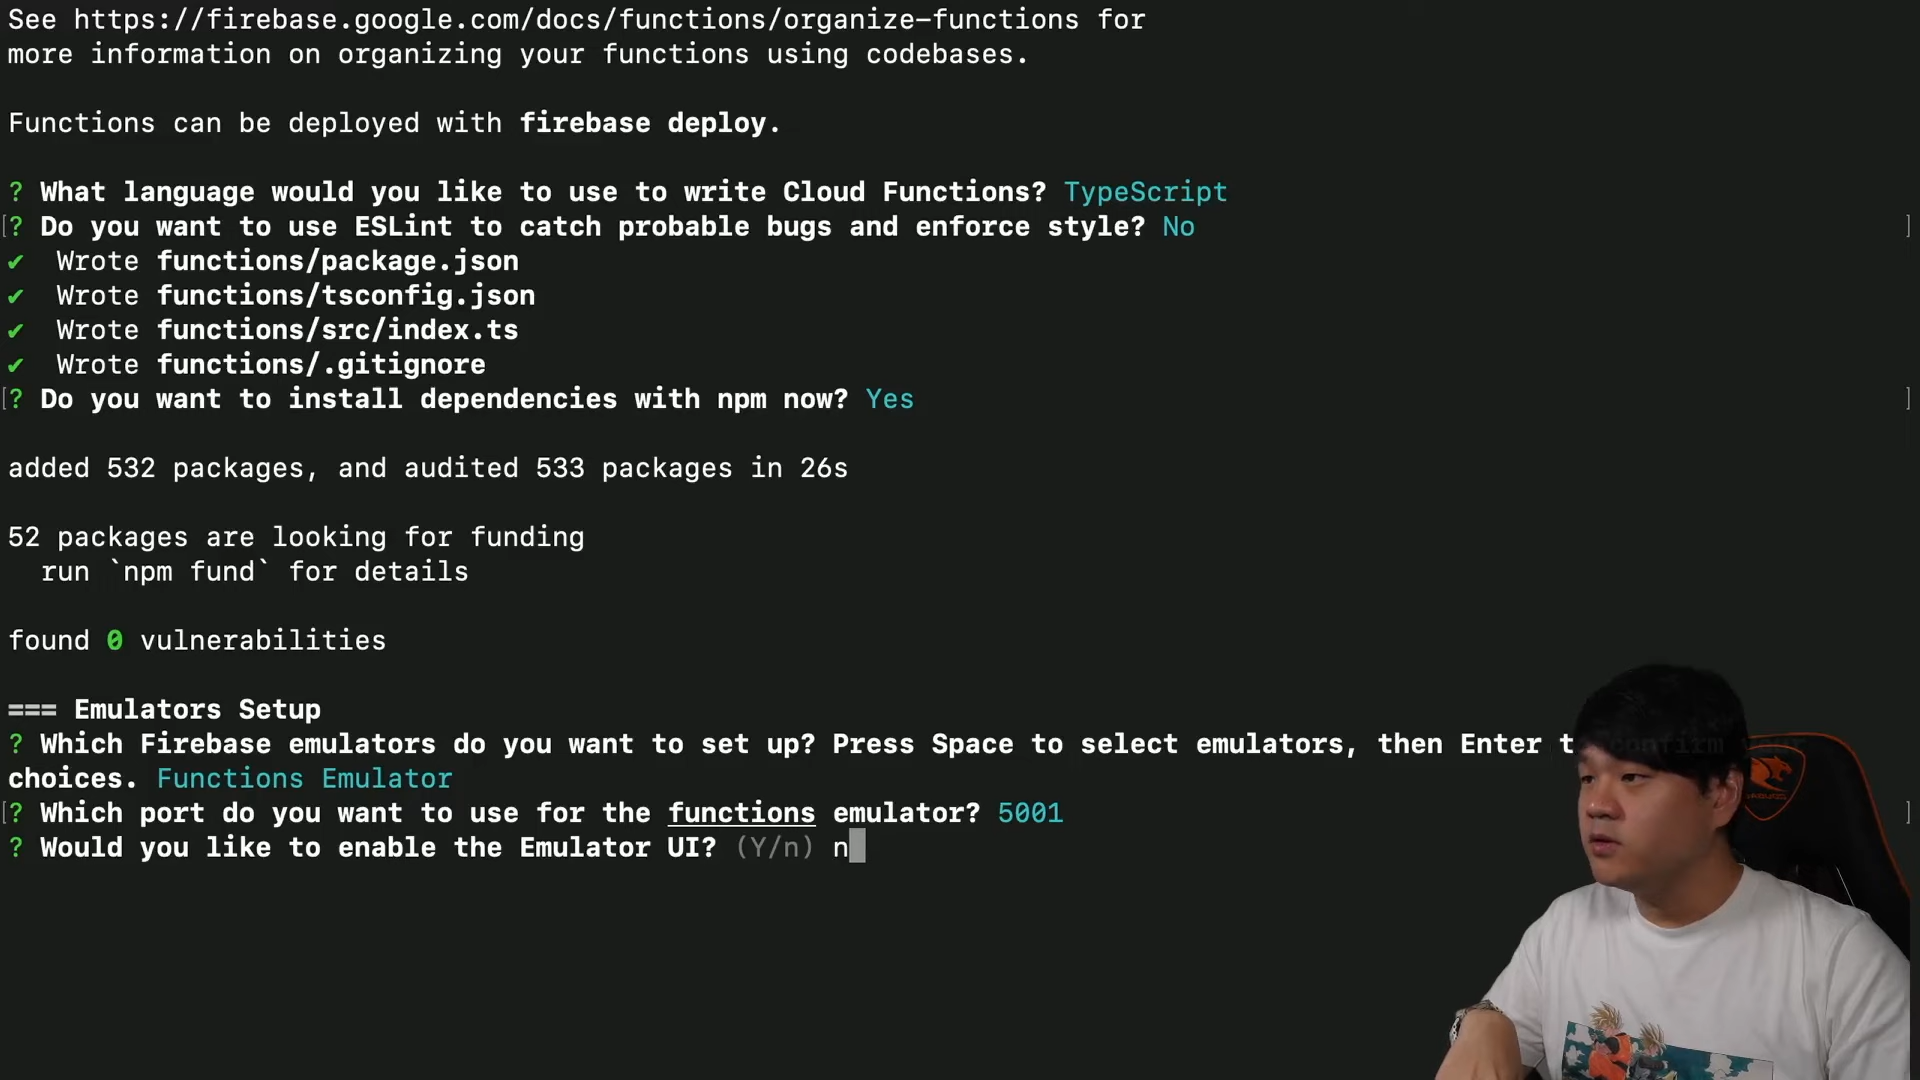 See https://firebase.google.com/docs/functions/organize-functions for
more information on organizing your functions using codebases.
Functions can be deployed with firebase deploy.
? What language would you like to use to write Cloud Functions? TypeScript
[? Do you want to use ESLint to catch probable bugs and enforce style? No ]
✔ Wrote functions/package.json
✔ Wrote functions/tsconfig.json
✔ Wrote functions/src/index.ts
✔ Wrote functions/.gitignore
[? Do you want to install dependencies with npm now? Yes ]
added 532 packages, and audited 533 packages in 26s
52 packages are looking for funding
run `npm fund` for details
found 0 vulnerabilities
=== Emulators Setup
? Which Firebase emulators do you want to set up? Press Space to select emulators, then Enter to confirm your
choices. Functions Emulator
[? Which port do you want to use for the functions emulator? 5001 ]
? Would you like to enable the Emulator UI? (Y/n) n